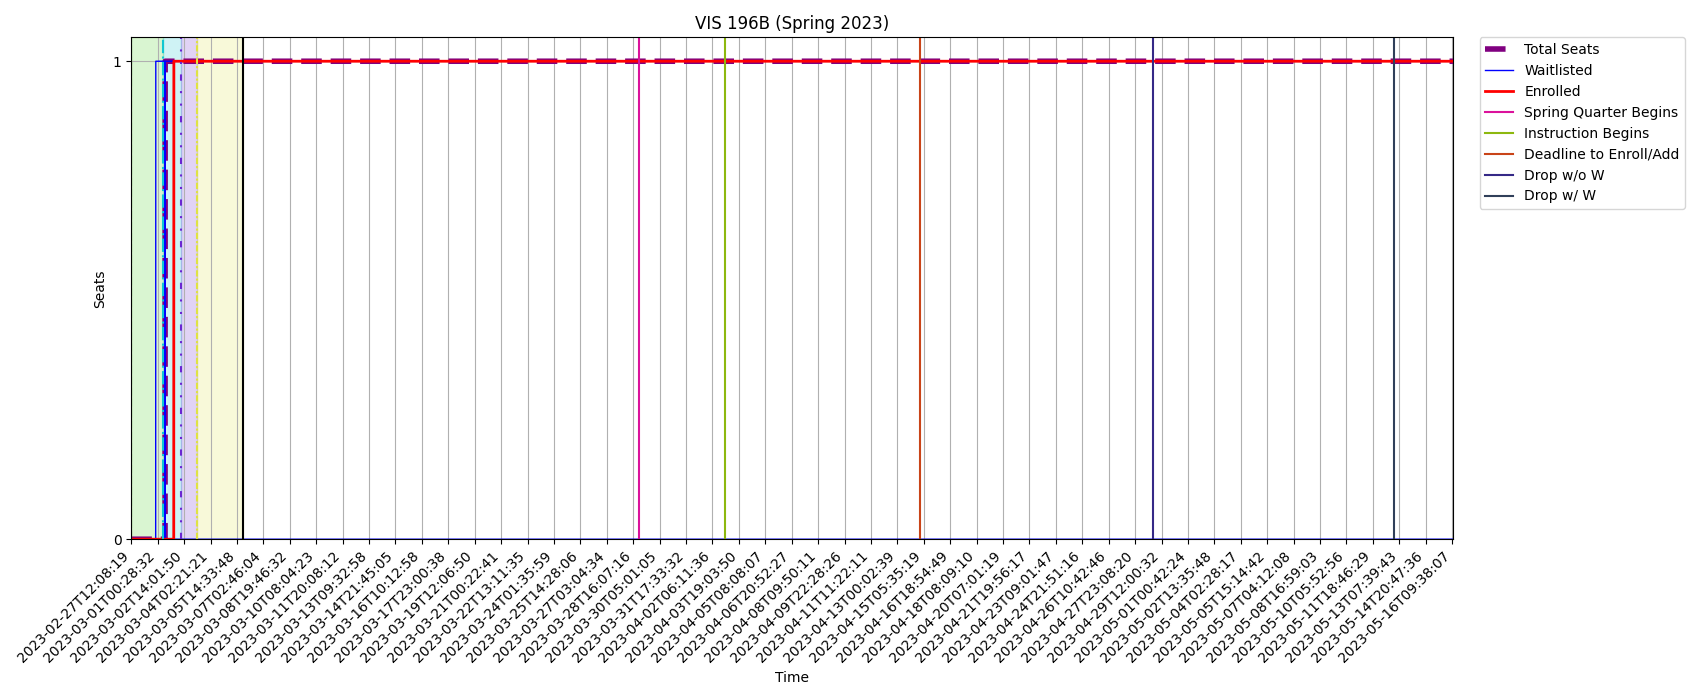 VIS 196B (Spring 2023)
Total Seats
Waitlisted
Enrolled
Spring Quarter Begins
Instruction Begins
Deadline to Enroll/Add
Drop w/o W
Drop w/ W
1
Seats
0
2023-02-27T12:08:19
2023-03-01T00:28:32
2023-03-02T14:01:50
2023-03-04T02:21:21
2023-03-05T14:33:48
2023-03-07T02:46:04
2023-03-08T19:46:32
2023-03-10T08:04:23
2023-03-11T20:08:12
2023-03-13T09:32:58
2023-03-14T21:45:05
2023-03-16T10:12:58
2023-03-17T23:00:38
2023-03-19T12:06:50
2023-03-21T00:22:41
2023-03-22T13:11:35
2023-03-24T01:35:59
2023-03-25T14:28:06
2023-03-27T03:04:34
2023-03-28T16:07:16
2023-03-30T05:01:05
2023-03-31T17:33:32
2023-04-02T06:11:36
2023-04-03T19:03:50
2023-04-05T08:08:07
2023-04-06T20:52:27
2023-04-08T09:50:11
2023-04-09T22:28:26
2023-04-11T11:22:11
2023-04-13T00:02:39
2023-04-15T05:35:19
2023-04-16T18:54:49
2023-04-18T08:09:10
2023-04-20T07:01:19
2023-04-21T19:56:17
2023-04-23T09:01:47
2023-04-24T21:51:16
2023-04-26T10:42:46
2023-04-27T23:08:20
2023-04-29T12:00:32
2023-05-01T00:42:24
2023-05-02T13:35:48
2023-05-04T02:28:17
2023-05-05T15:14:42
2023-05-07T04:12:08
2023-05-08T16:59:03
2023-05-10T05:52:56
2023-05-11T18:46:29
2023-05-13T07:39:43
2023-05-14T20:47:36
2023-05-16T09:38:07
Time